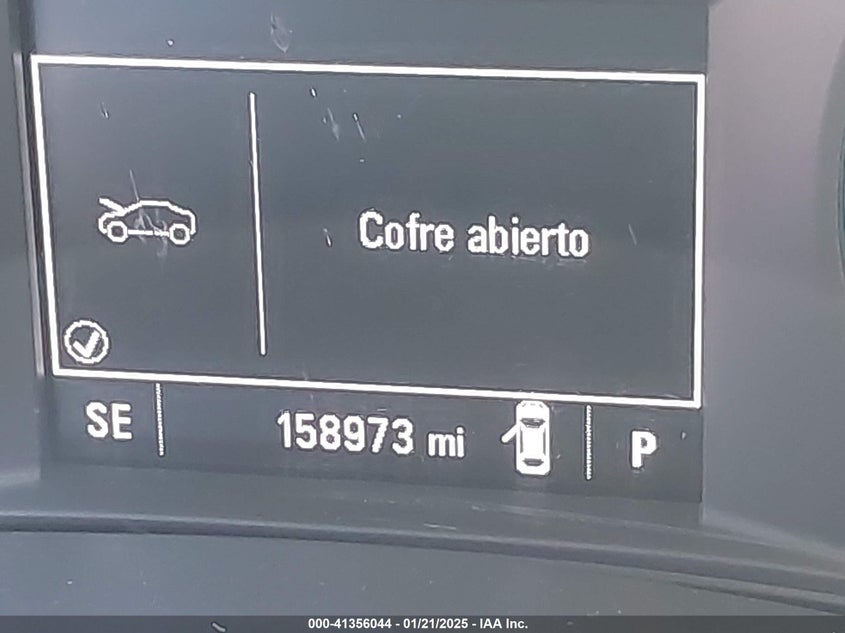 Cofre abierto
SE 158973 mi P
000-41356044 - 01/21/2025 - IAA Inc.